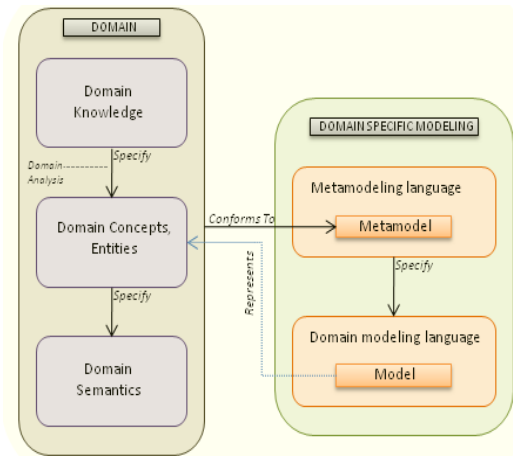 DOMAIN
Domain
Knowledge
Specify
Domain
Analysis
Domain Concepts,
Entities
Specify
Domain
Semantics
Conforms To
Represents
DOMAIN SPECIFIC MODELING
Metamodeling language
Metamodel
Specify
Domain modeling language
Model